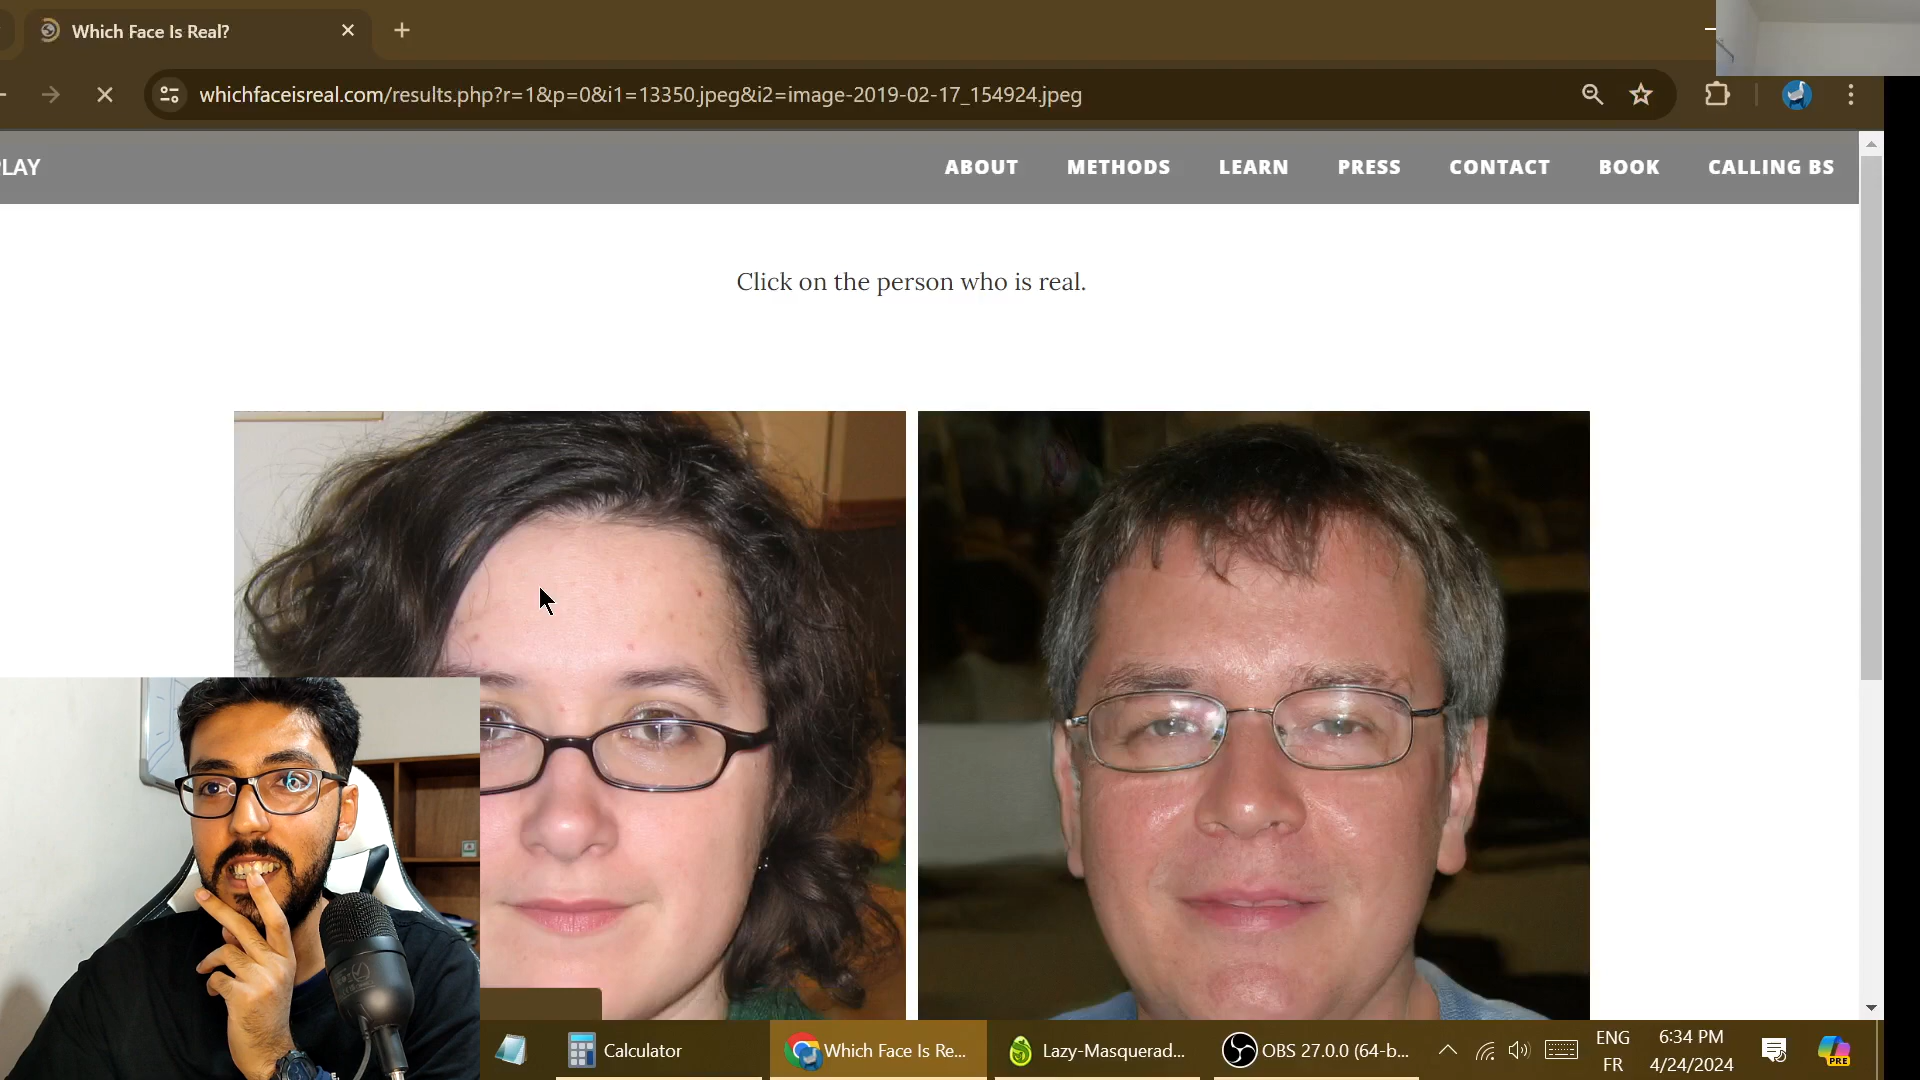 Which Face Is Real?
whichfaceisreal.com/results.php?r=1&p=0&i1=13350.jpeg&i2=image-2019-02-17_154924.jpeg
PLAY
ABOUT METHODS LEARN PRESS CONTACT BOOK CALLING BS
Click on the person who is real.
Calculator
Which Face Is Re...
Lazy-Masquerad...
OBS 27.0.0 (64-b...
ENG
FR
6:34 PM
4/24/2024
PRE